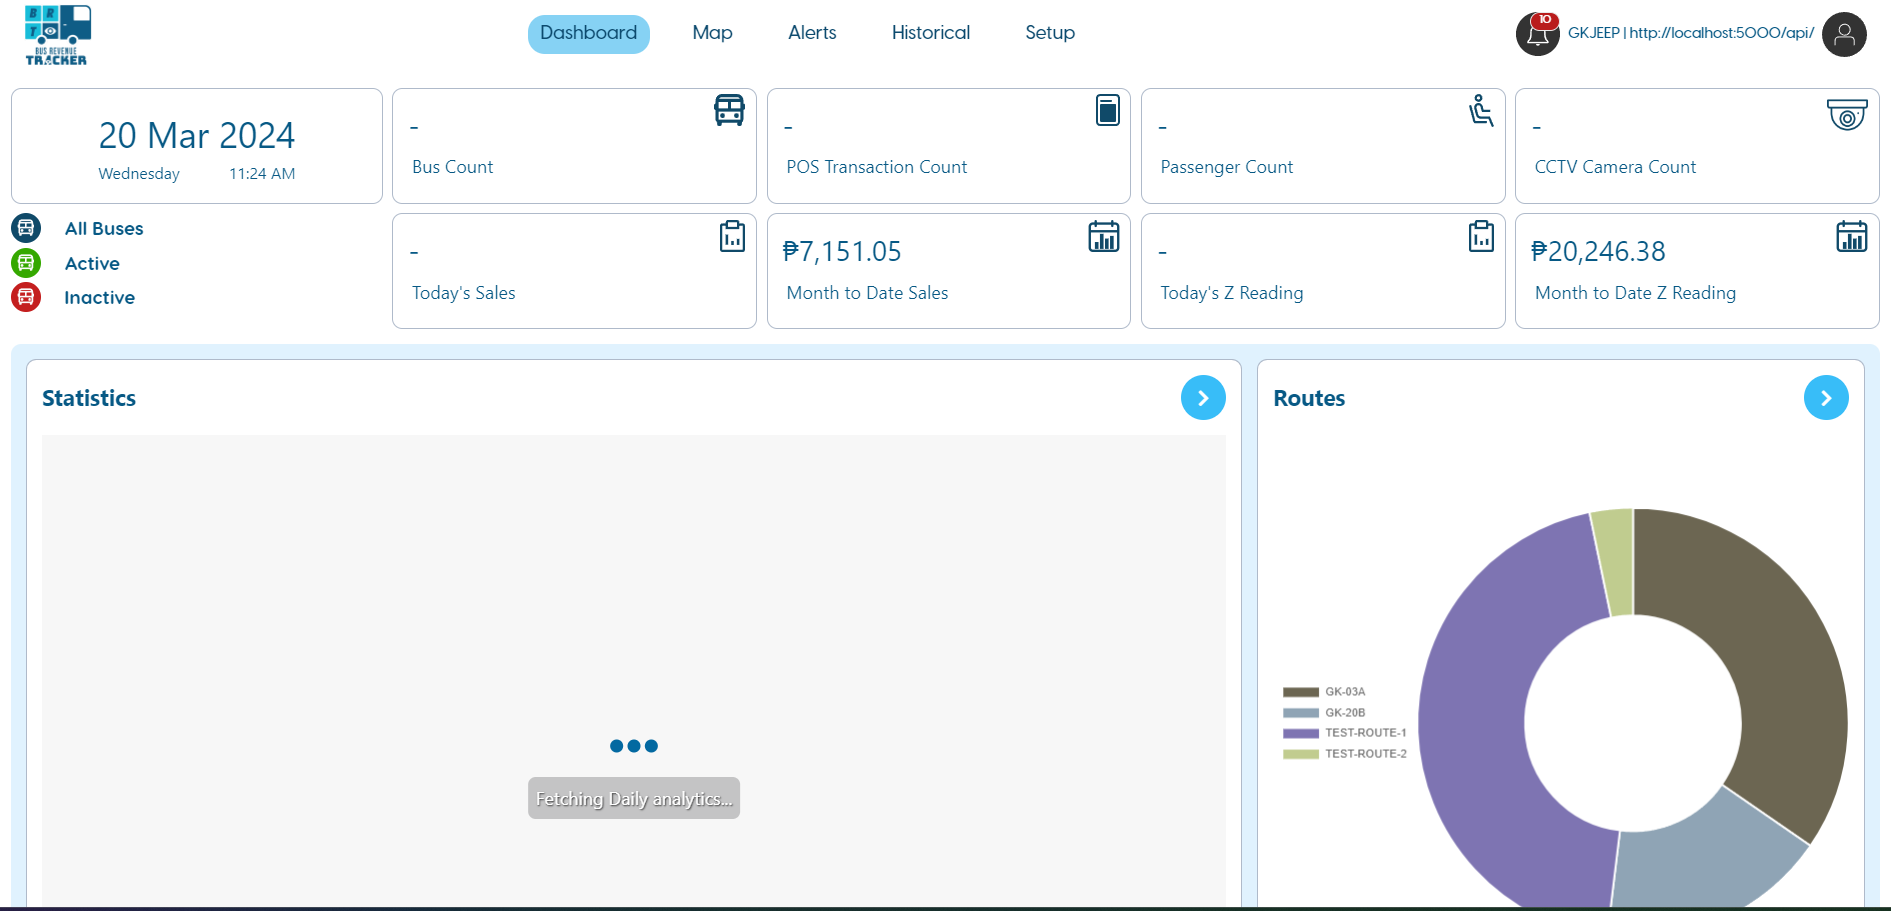 B R
T
BUS REVENUE
TRACKER
Dashboard
Map
Alerts
Historical
Setup
10
GKJEEP | http://localhost:5000/api/
20 Mar 2024
Wednesday 11:24 AM
-
Bus Count
-
POS Transaction Count
-
Passenger Count
-
CCTV Camera Count
All Buses
Active
Inactive
-
Today's Sales
₱7,151.05
Month to Date Sales
-
Today's Z Reading
₱20,246.38
Month to Date Z Reading
Statistics
Fetching Daily analytics...
Routes
GK-03A
GK-20B
TEST-ROUTE-1
TEST-ROUTE-2